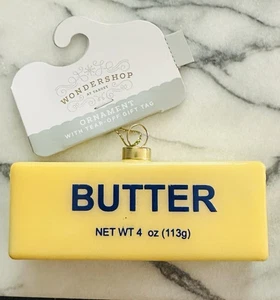 WONDERSHOP
AT TARGET
ORNAMENT
WITH TEAR-OFF GIFT TAG
BUTTER
NET WT 4 oz (113g)